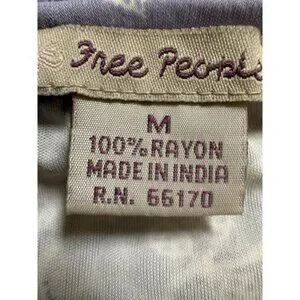 Free People
M
100% RAYON
MADE IN INDIA
R.N. 66170